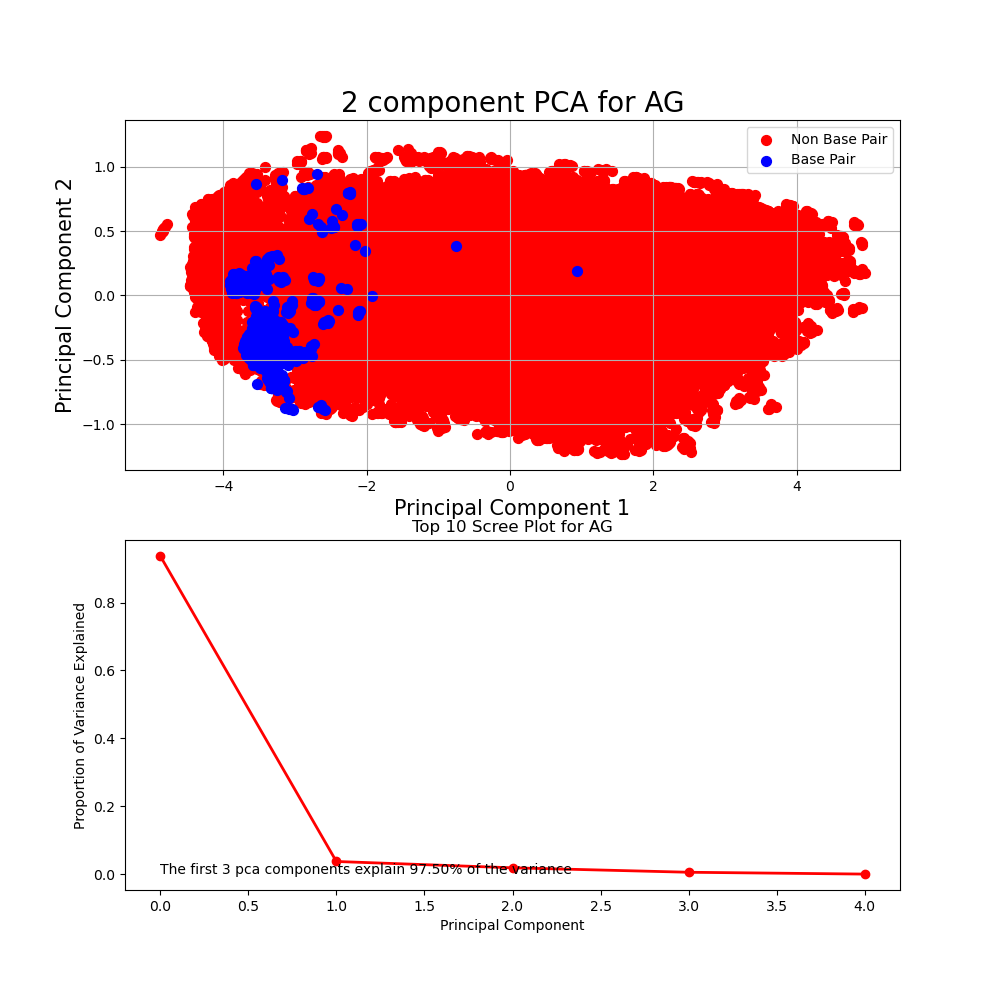 2 component PCA for AG
Non Base Pair
Base Pair
Principal Component 2
1.0
0.5
0.0
−0.5
−1.0
−4
−2
0
2
4
Principal Component 1
Top 10 Scree Plot for AG
Proportion of Variance Explained
0.8
0.6
0.4
0.2
0.0
The first 3 pca components explain 97.50% of the variance
0.0
0.5
1.0
1.5
2.0
2.5
3.0
3.5
4.0
Principal Component